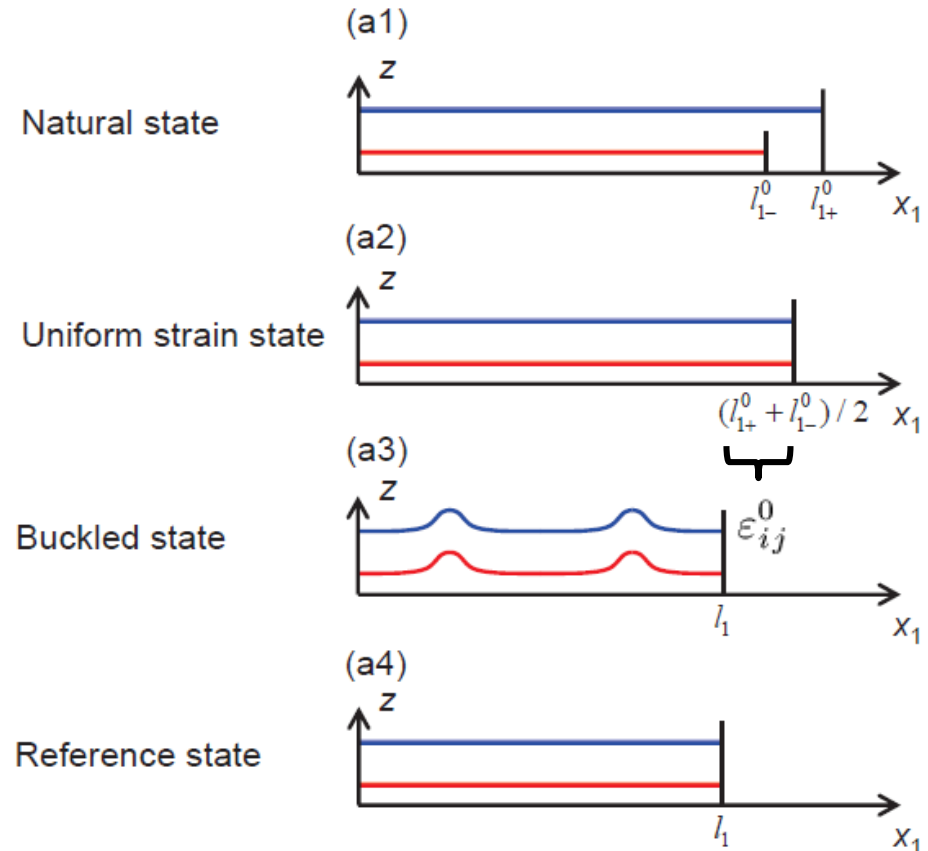 (a1)
z
Natural state
l⁰₁₋ l⁰₁₊ x₁
(a2)
z
Uniform strain state
(l⁰₁₊ + l⁰₁₋) / 2 x₁
(a3)
z
Buckled state
ε⁰ᵢⱼ
l₁ x₁
(a4)
z
Reference state
l₁ x₁